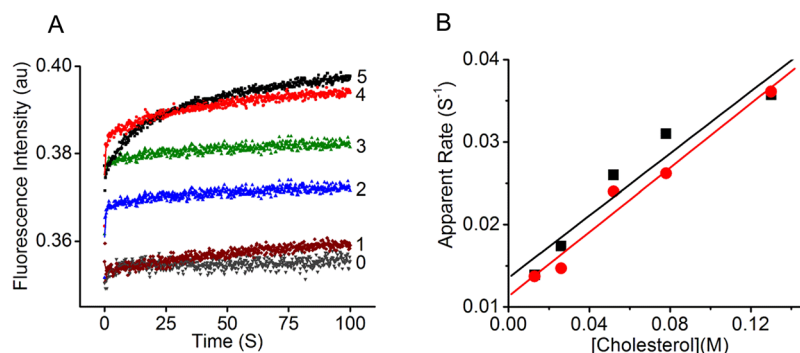 A
Fluorescence Intensity (au)
0.40
0.38
0.36
5
4
3
2
1
0
0 25 50 75 100
Time (S)
B
Apparent Rate (S⁻¹)
0.04
0.03
0.02
0.01
0.00 0.04 0.08 0.12
[Cholesterol](M)